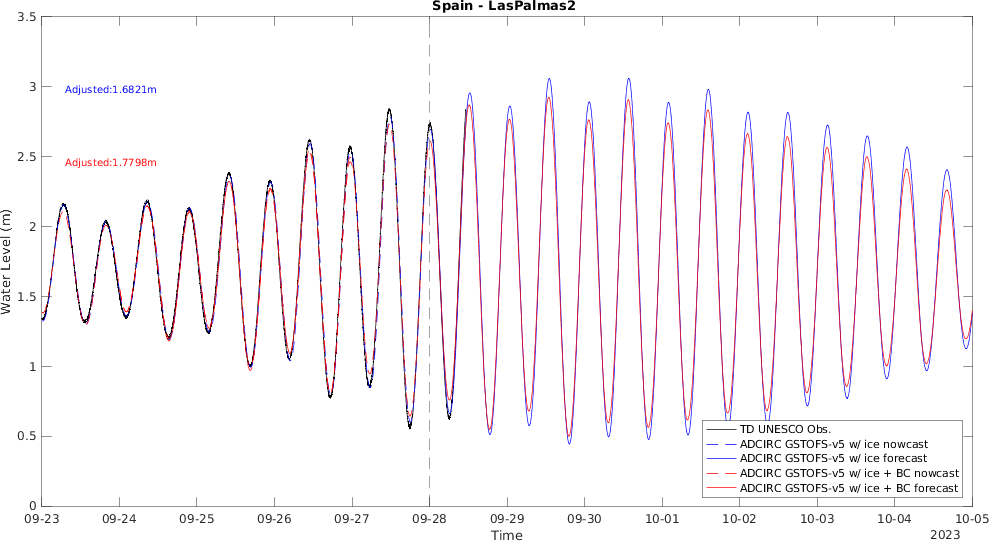 Spain - LasPalmas2
3.5
3
2.5
2
1.5
1
0.5
0
Water Level (m)
Adjusted:1.6821m
Adjusted:1.7798m
TD UNESCO Obs.
ADCIRC GSTOFS-v5 w/ ice nowcast
ADCIRC GSTOFS-v5 w/ ice forecast
ADCIRC GSTOFS-v5 w/ ice + BC nowcast
ADCIRC GSTOFS-v5 w/ ice + BC forecast
09-23 09-24 09-25 09-26 09-27 09-28 09-29 09-30 10-01 10-02 10-03 10-04 10-05
Time
2023